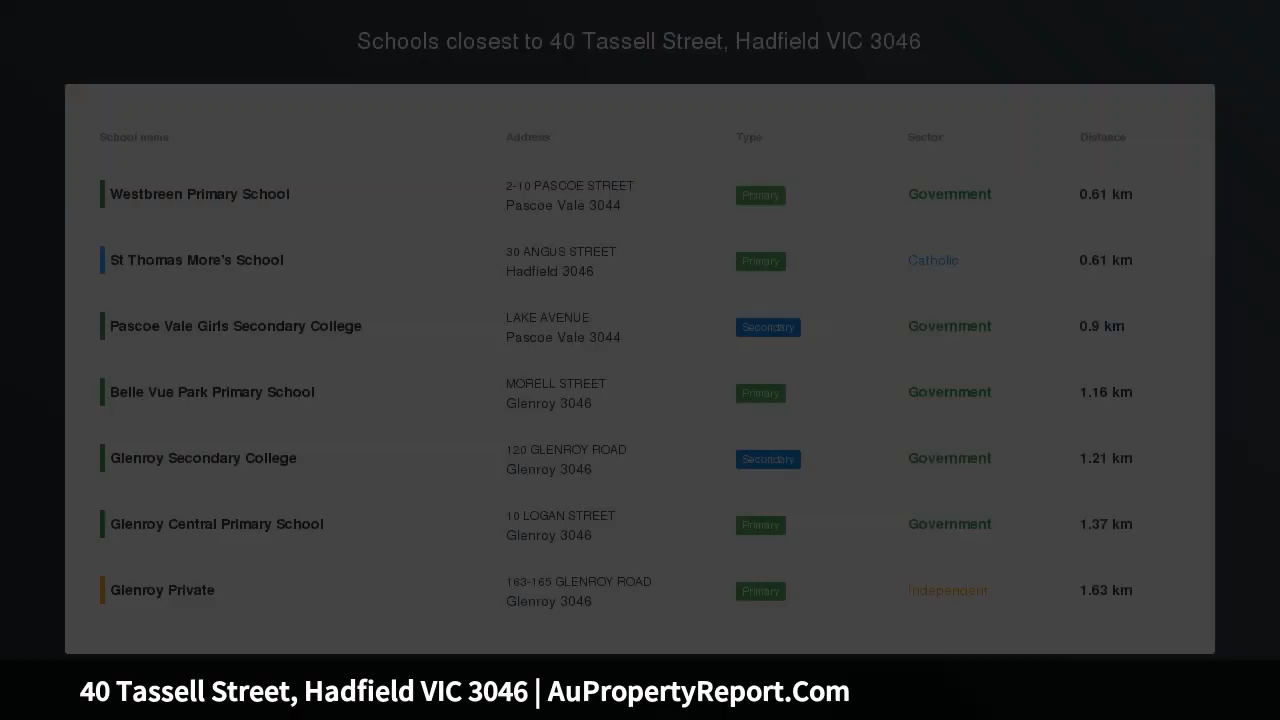 Schools closest to 40 Tassell Street, Hadfield VIC 3046
School name Address Type Sector Distance
Westbreen Primary School 2-10 PASCOE STREET Primary Government 0.61 km
Pascoe Vale 3044
St Thomas More's School 30 ANGUS STREET Primary Catholic 0.61 km
Hadfield 3046
Pascoe Vale Girls Secondary College LAKE AVENUE Secondary Government 0.9 km
Pascoe Vale 3044
Belle Vue Park Primary School MORELL STREET Primary Government 1.16 km
Glenroy 3046
Glenroy Secondary College 120 GLENROY ROAD Secondary Government 1.21 km
Glenroy 3046
Glenroy Central Primary School 10 LOGAN STREET Primary Government 1.37 km
Glenroy 3046
Glenroy Private 163-165 GLENROY ROAD Primary Independent 1.63 km
Glenroy 3046
40 Tassell Street, Hadfield VIC 3046 | AuPropertyReport.Com